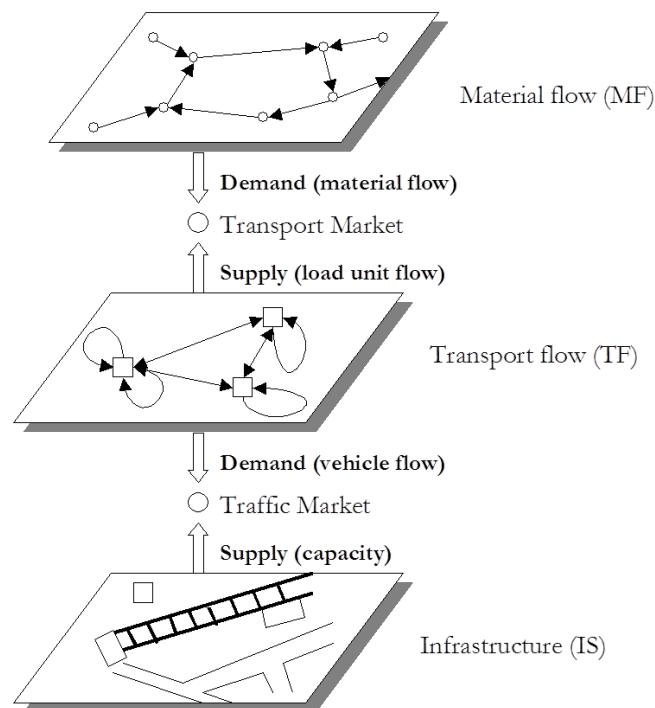 Material flow (MF)
Demand (material flow)
Transport Market
Supply (load unit flow)
Transport flow (TF)
Demand (vehicle flow)
Traffic Market
Supply (capacity)
Infrastructure (IS)